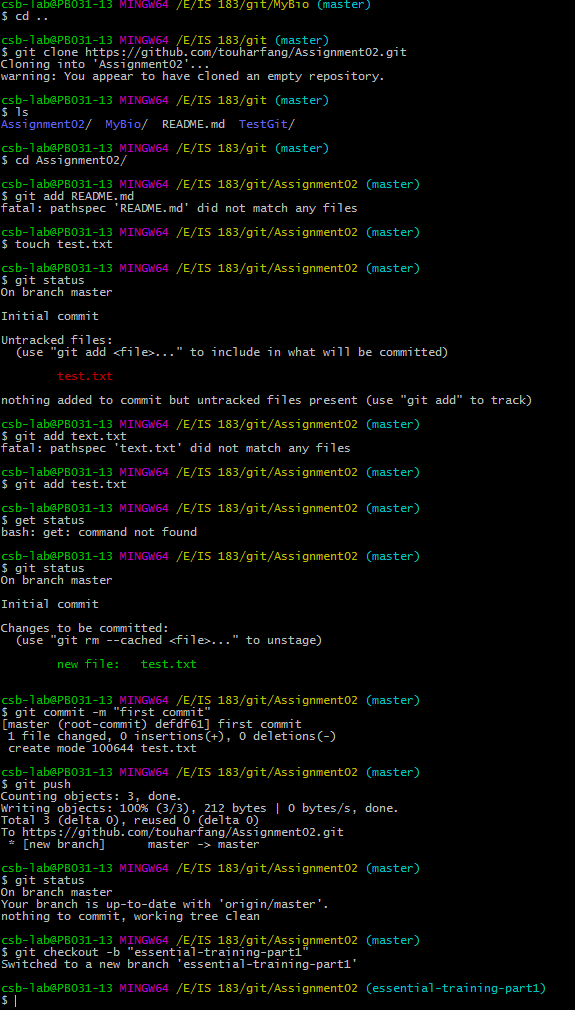 csb-lab@PB031-13 MINGW64 /E/IS 183/git/MyBio (master)
$ cd ..
csb-lab@PB031-13 MINGW64 /E/IS 183/git (master)
$ git clone https://github.com/touharfang/Assignment02.git
Cloning into 'Assignment02'...
warning: You appear to have cloned an empty repository.
csb-lab@PB031-13 MINGW64 /E/IS 183/git (master)
$ ls
Assignment02/  MyBio/  README.md  TestGit/
csb-lab@PB031-13 MINGW64 /E/IS 183/git (master)
$ cd Assignment02/
csb-lab@PB031-13 MINGW64 /E/IS 183/git/Assignment02 (master)
$ git add README.md
fatal: pathspec 'README.md' did not match any files
csb-lab@PB031-13 MINGW64 /E/IS 183/git/Assignment02 (master)
$ touch test.txt
csb-lab@PB031-13 MINGW64 /E/IS 183/git/Assignment02 (master)
$ git status
On branch master
Initial commit
Untracked files:
  (use "git add <file>..." to include in what will be committed)
        test.txt
nothing added to commit but untracked files present (use "git add" to track)
csb-lab@PB031-13 MINGW64 /E/IS 183/git/Assignment02 (master)
$ git add text.txt
fatal: pathspec 'text.txt' did not match any files
csb-lab@PB031-13 MINGW64 /E/IS 183/git/Assignment02 (master)
$ git add test.txt
csb-lab@PB031-13 MINGW64 /E/IS 183/git/Assignment02 (master)
$ get status
bash: get: command not found
csb-lab@PB031-13 MINGW64 /E/IS 183/git/Assignment02 (master)
$ git status
On branch master
Initial commit
Changes to be committed:
  (use "git rm --cached <file>..." to unstage)
        new file:   test.txt
csb-lab@PB031-13 MINGW64 /E/IS 183/git/Assignment02 (master)
$ git commit -m "first commit"
[master (root-commit) defdf61] first commit
 1 file changed, 0 insertions(+), 0 deletions(-)
 create mode 100644 test.txt
csb-lab@PB031-13 MINGW64 /E/IS 183/git/Assignment02 (master)
$ git push
Counting objects: 3, done.
Writing objects: 100% (3/3), 212 bytes | 0 bytes/s, done.
Total 3 (delta 0), reused 0 (delta 0)
To https://github.com/touharfang/Assignment02.git
 * [new branch]      master -> master
csb-lab@PB031-13 MINGW64 /E/IS 183/git/Assignment02 (master)
$ git status
On branch master
Your branch is up-to-date with 'origin/master'.
nothing to commit, working tree clean
csb-lab@PB031-13 MINGW64 /E/IS 183/git/Assignment02 (master)
$ git checkout -b "essential-training-part1"
Switched to a new branch 'essential-training-part1'
csb-lab@PB031-13 MINGW64 /E/IS 183/git/Assignment02 (essential-training-part1)
$